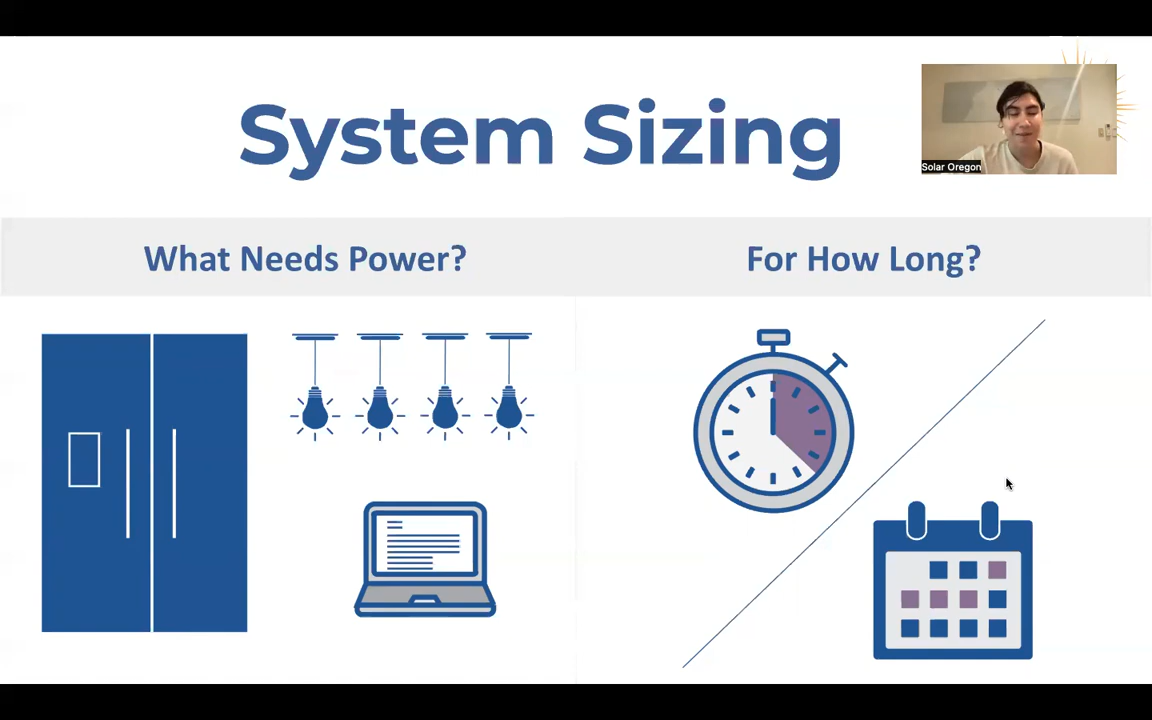 System Sizing
Solar Oregon
What Needs Power?
For How Long?